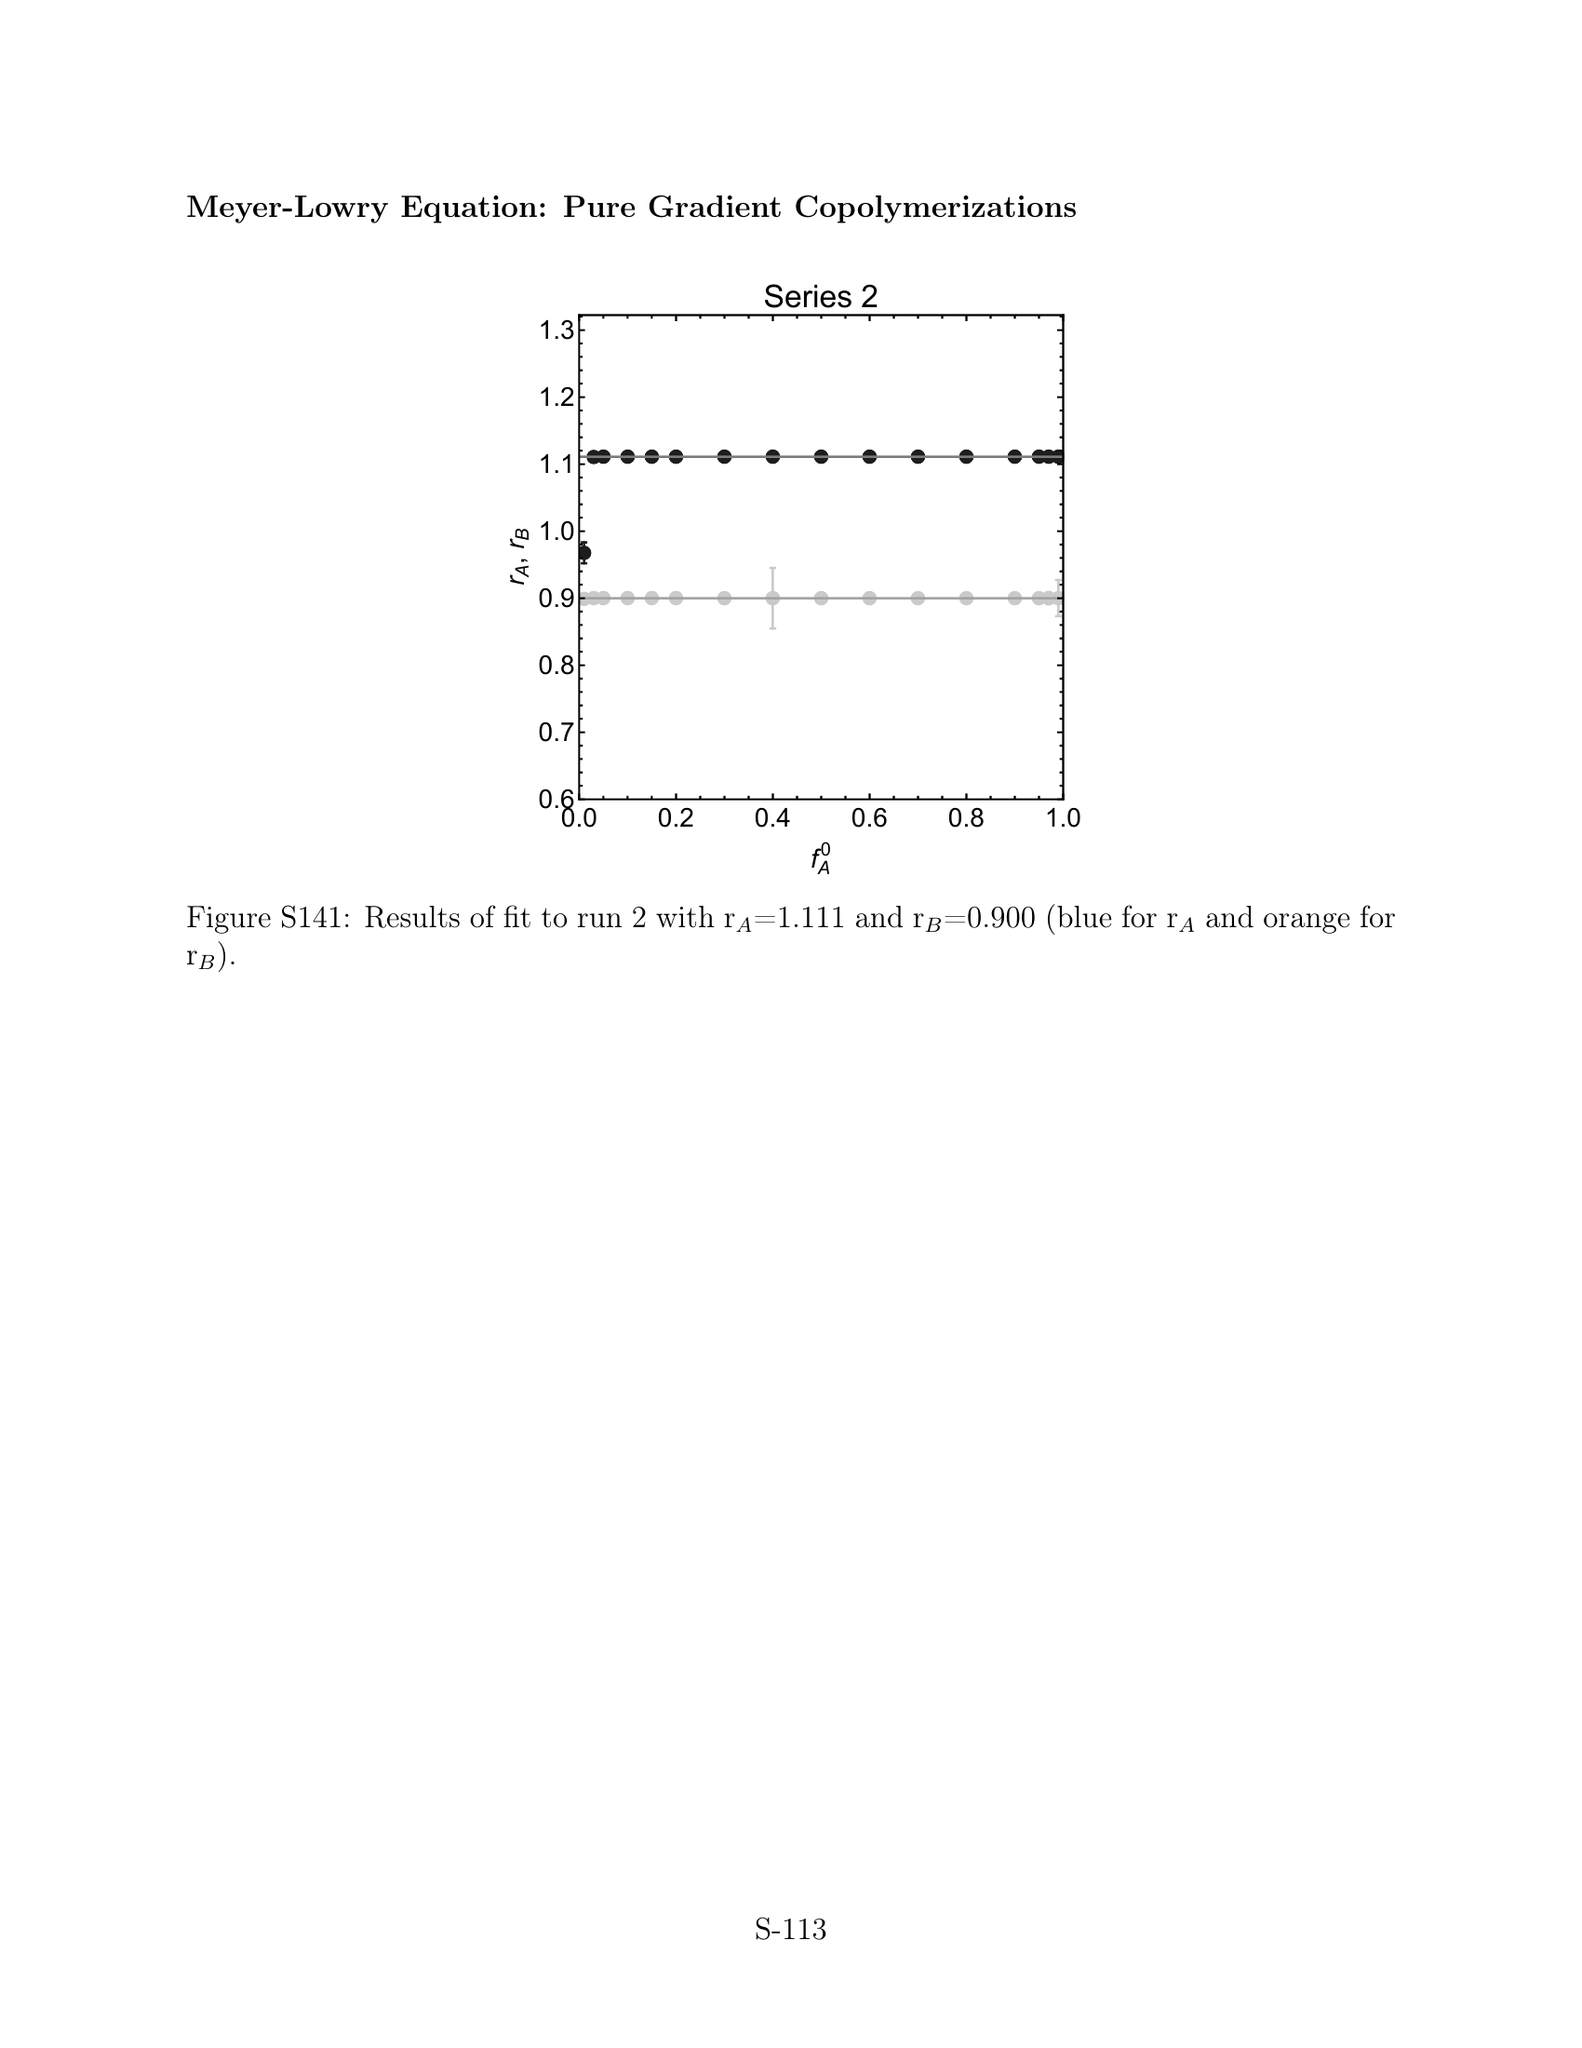 Meyer-Lowry Equation: Pure Gradient Copolymerizations
Series 2
1.3
1.2
1.1
1.0
0.9
0.8
0.7
0.6
r_A, r_B
0.0 0.2 0.4 0.6 0.8 1.0
f_A^0
Figure S141: Results of fit to run 2 with r_A=1.111 and r_B=0.900 (blue for r_A and orange for
r_B).
S-113